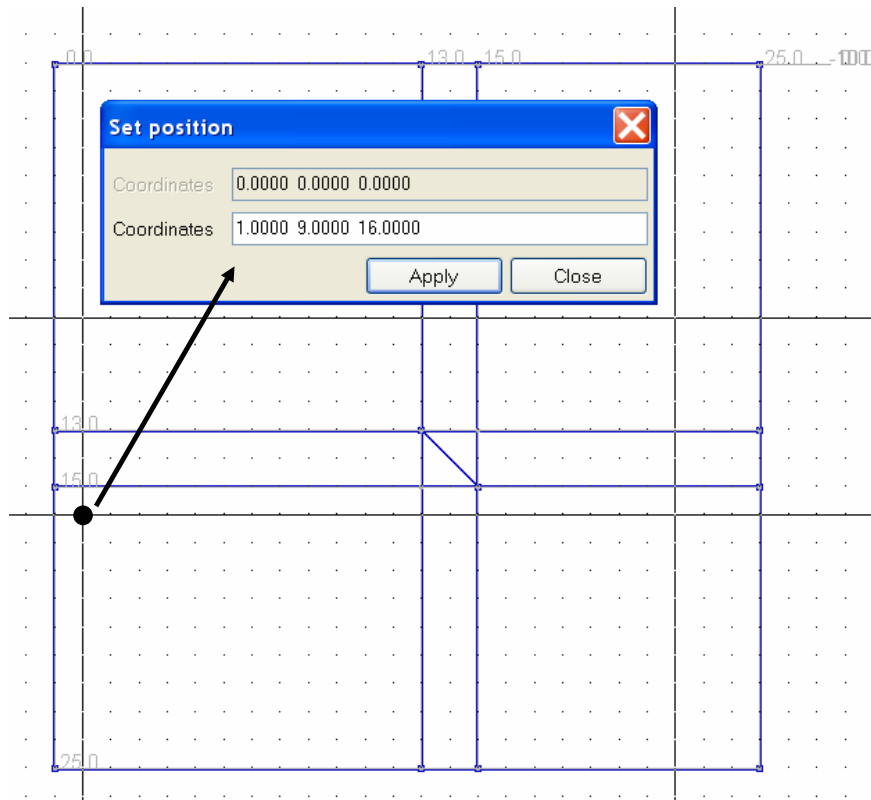 0.0 13.0 15.0 25.0
Set position
Coordinates 0.0000 0.0000 0.0000
Coordinates 1.0000 9.0000 16.0000
Apply Close
13.0
15.0
25.0